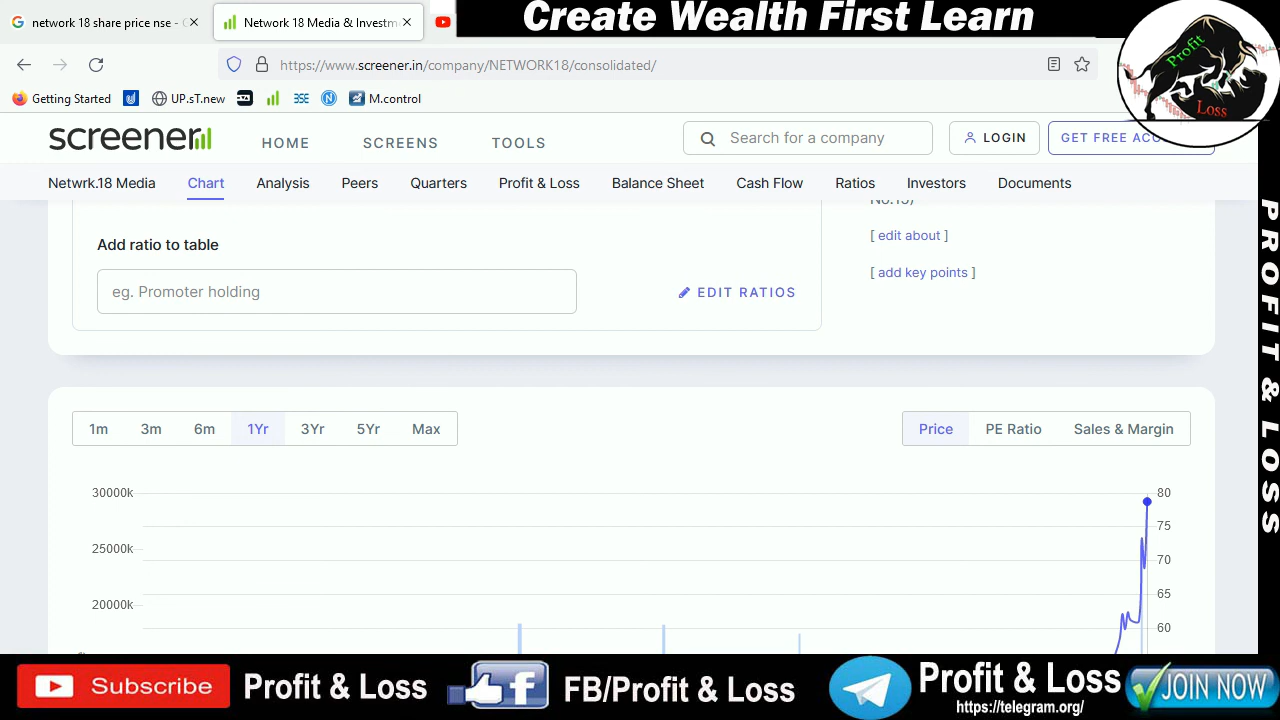 Create Wealth First Learn
network 18 share price nse - G
Network 18 Media & Investm
https://www.screener.in/company/NETWORK18/consolidated/
Getting Started
UP.sT.new
M.control
Profit
Loss
screener
HOME
SCREENS
TOOLS
Search for a company
LOGIN
GET FREE ACC
Netwrk.18 Media
Chart
Analysis
Peers
Quarters
Profit & Loss
Balance Sheet
Cash Flow
Ratios
Investors
Documents
No.15)
Add ratio to table
[ edit about ]
eg. Promoter holding
EDIT RATIOS
[ add key points ]
1m 3m 6m 1Yr 3Yr 5Yr Max
Price PE Ratio Sales & Margin
30000k
25000k
20000k
80
75
70
65
60
PROFIT & LOSS
Subscribe
Profit & Loss
FB/Profit & Loss
Profit & Loss
https://telegram.org/
JOIN NOW